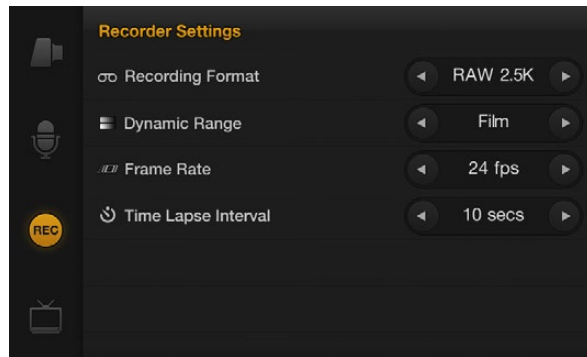 Recorder Settings
Recording Format RAW 2.5K
Dynamic Range Film
Frame Rate 24 fps
REC
Time Lapse Interval 10 secs